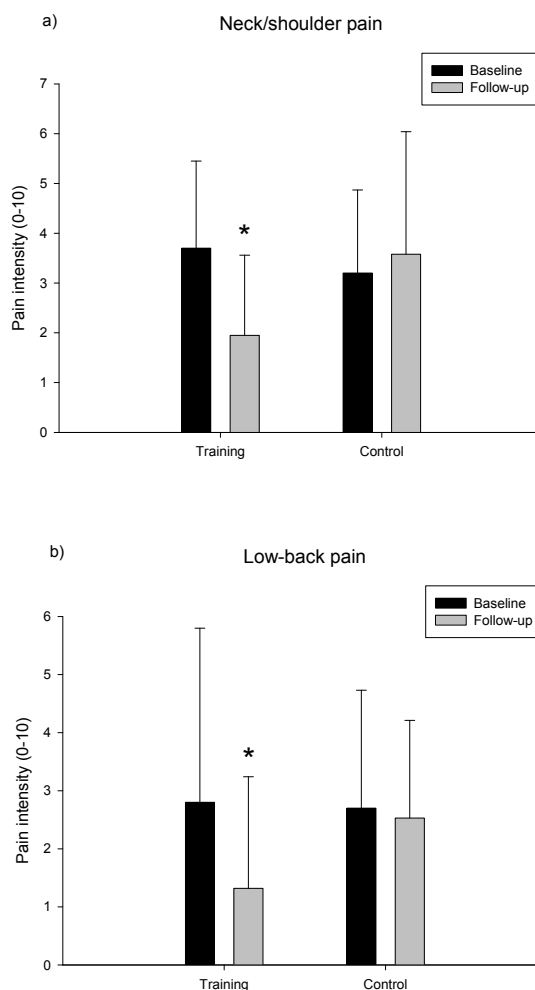 a)
Neck/shoulder pain
Baseline
Follow-up
7
6
5
4
3
2
1
0
Pain intensity (0-10)
*
Training
Control
b)
Low-back pain
Baseline
Follow-up
6
5
4
3
2
1
0
Pain intensity (0-10)
*
Training
Control